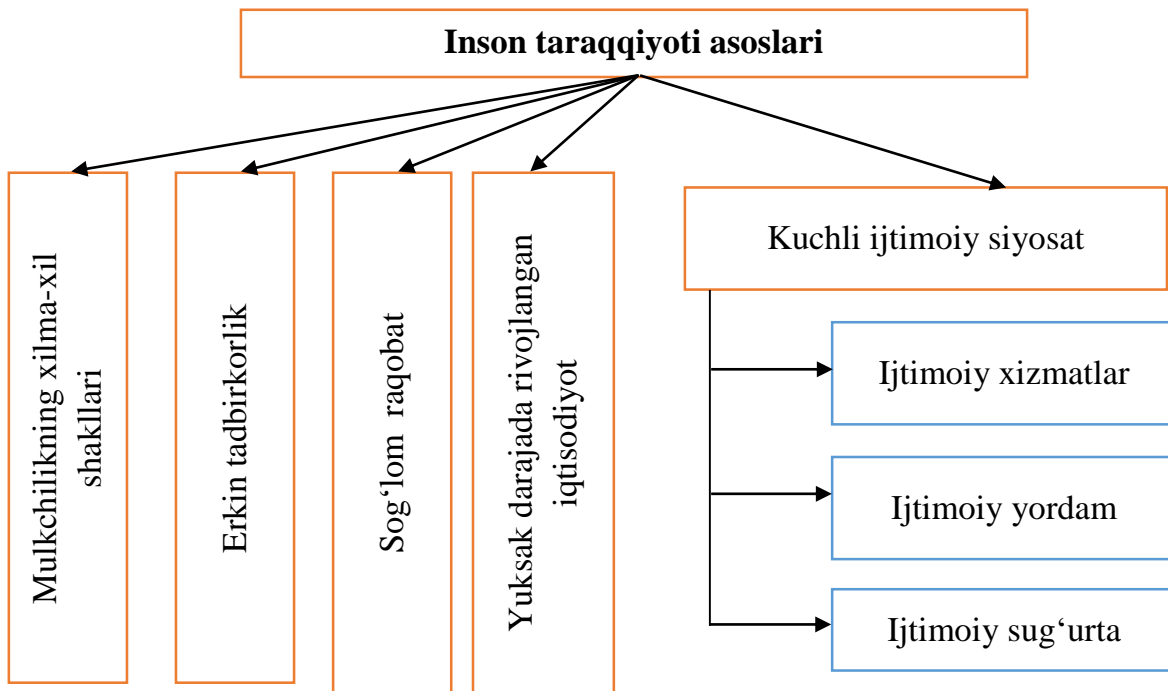 Inson taraqqiyoti asoslari
Mulkchilikning xilma-xil
shakllari
Erkin tadbirkorlik
Sog‘lom raqobat
Yuksak darajada rivojlangan
iqtisodiyot
Kuchli ijtimoiy siyosat
Ijtimoiy xizmatlar
Ijtimoiy yordam
Ijtimoiy sug‘urta